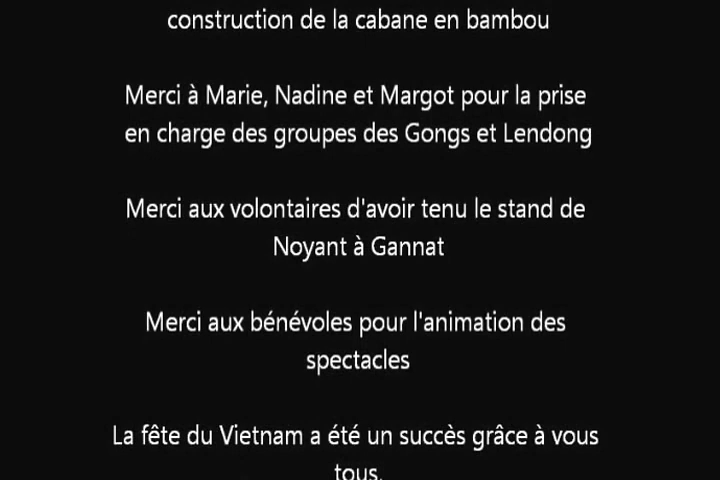 construction de la cabane en bambou
Merci à Marie, Nadine et Margot pour la prise
en charge des groupes des Gongs et Lendong
Merci aux volontaires d'avoir tenu le stand de
Noyant à Gannat
Merci aux bénévoles pour l'animation des
spectacles
La fête du Vietnam a été un succès grâce à vous
tous.